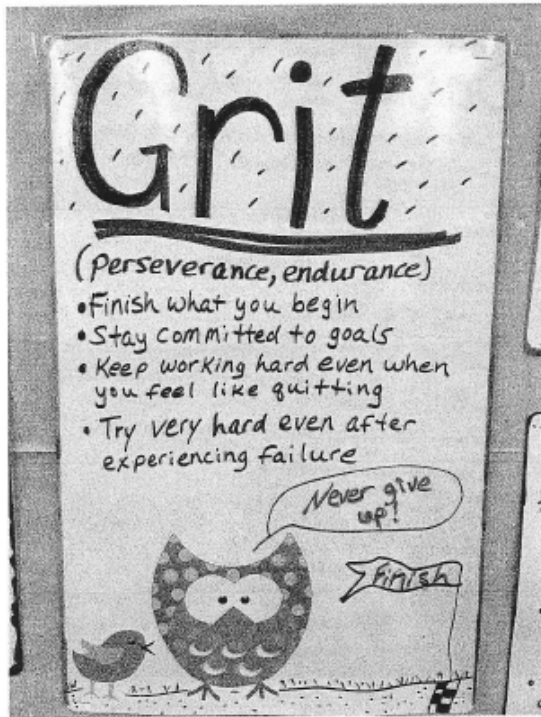 Grit
(perseverance, endurance)
• Finish what you begin
• Stay committed to goals
• Keep working hard even when
you feel like quitting
• Try very hard even after
experiencing failure
Never give
up!
Finish